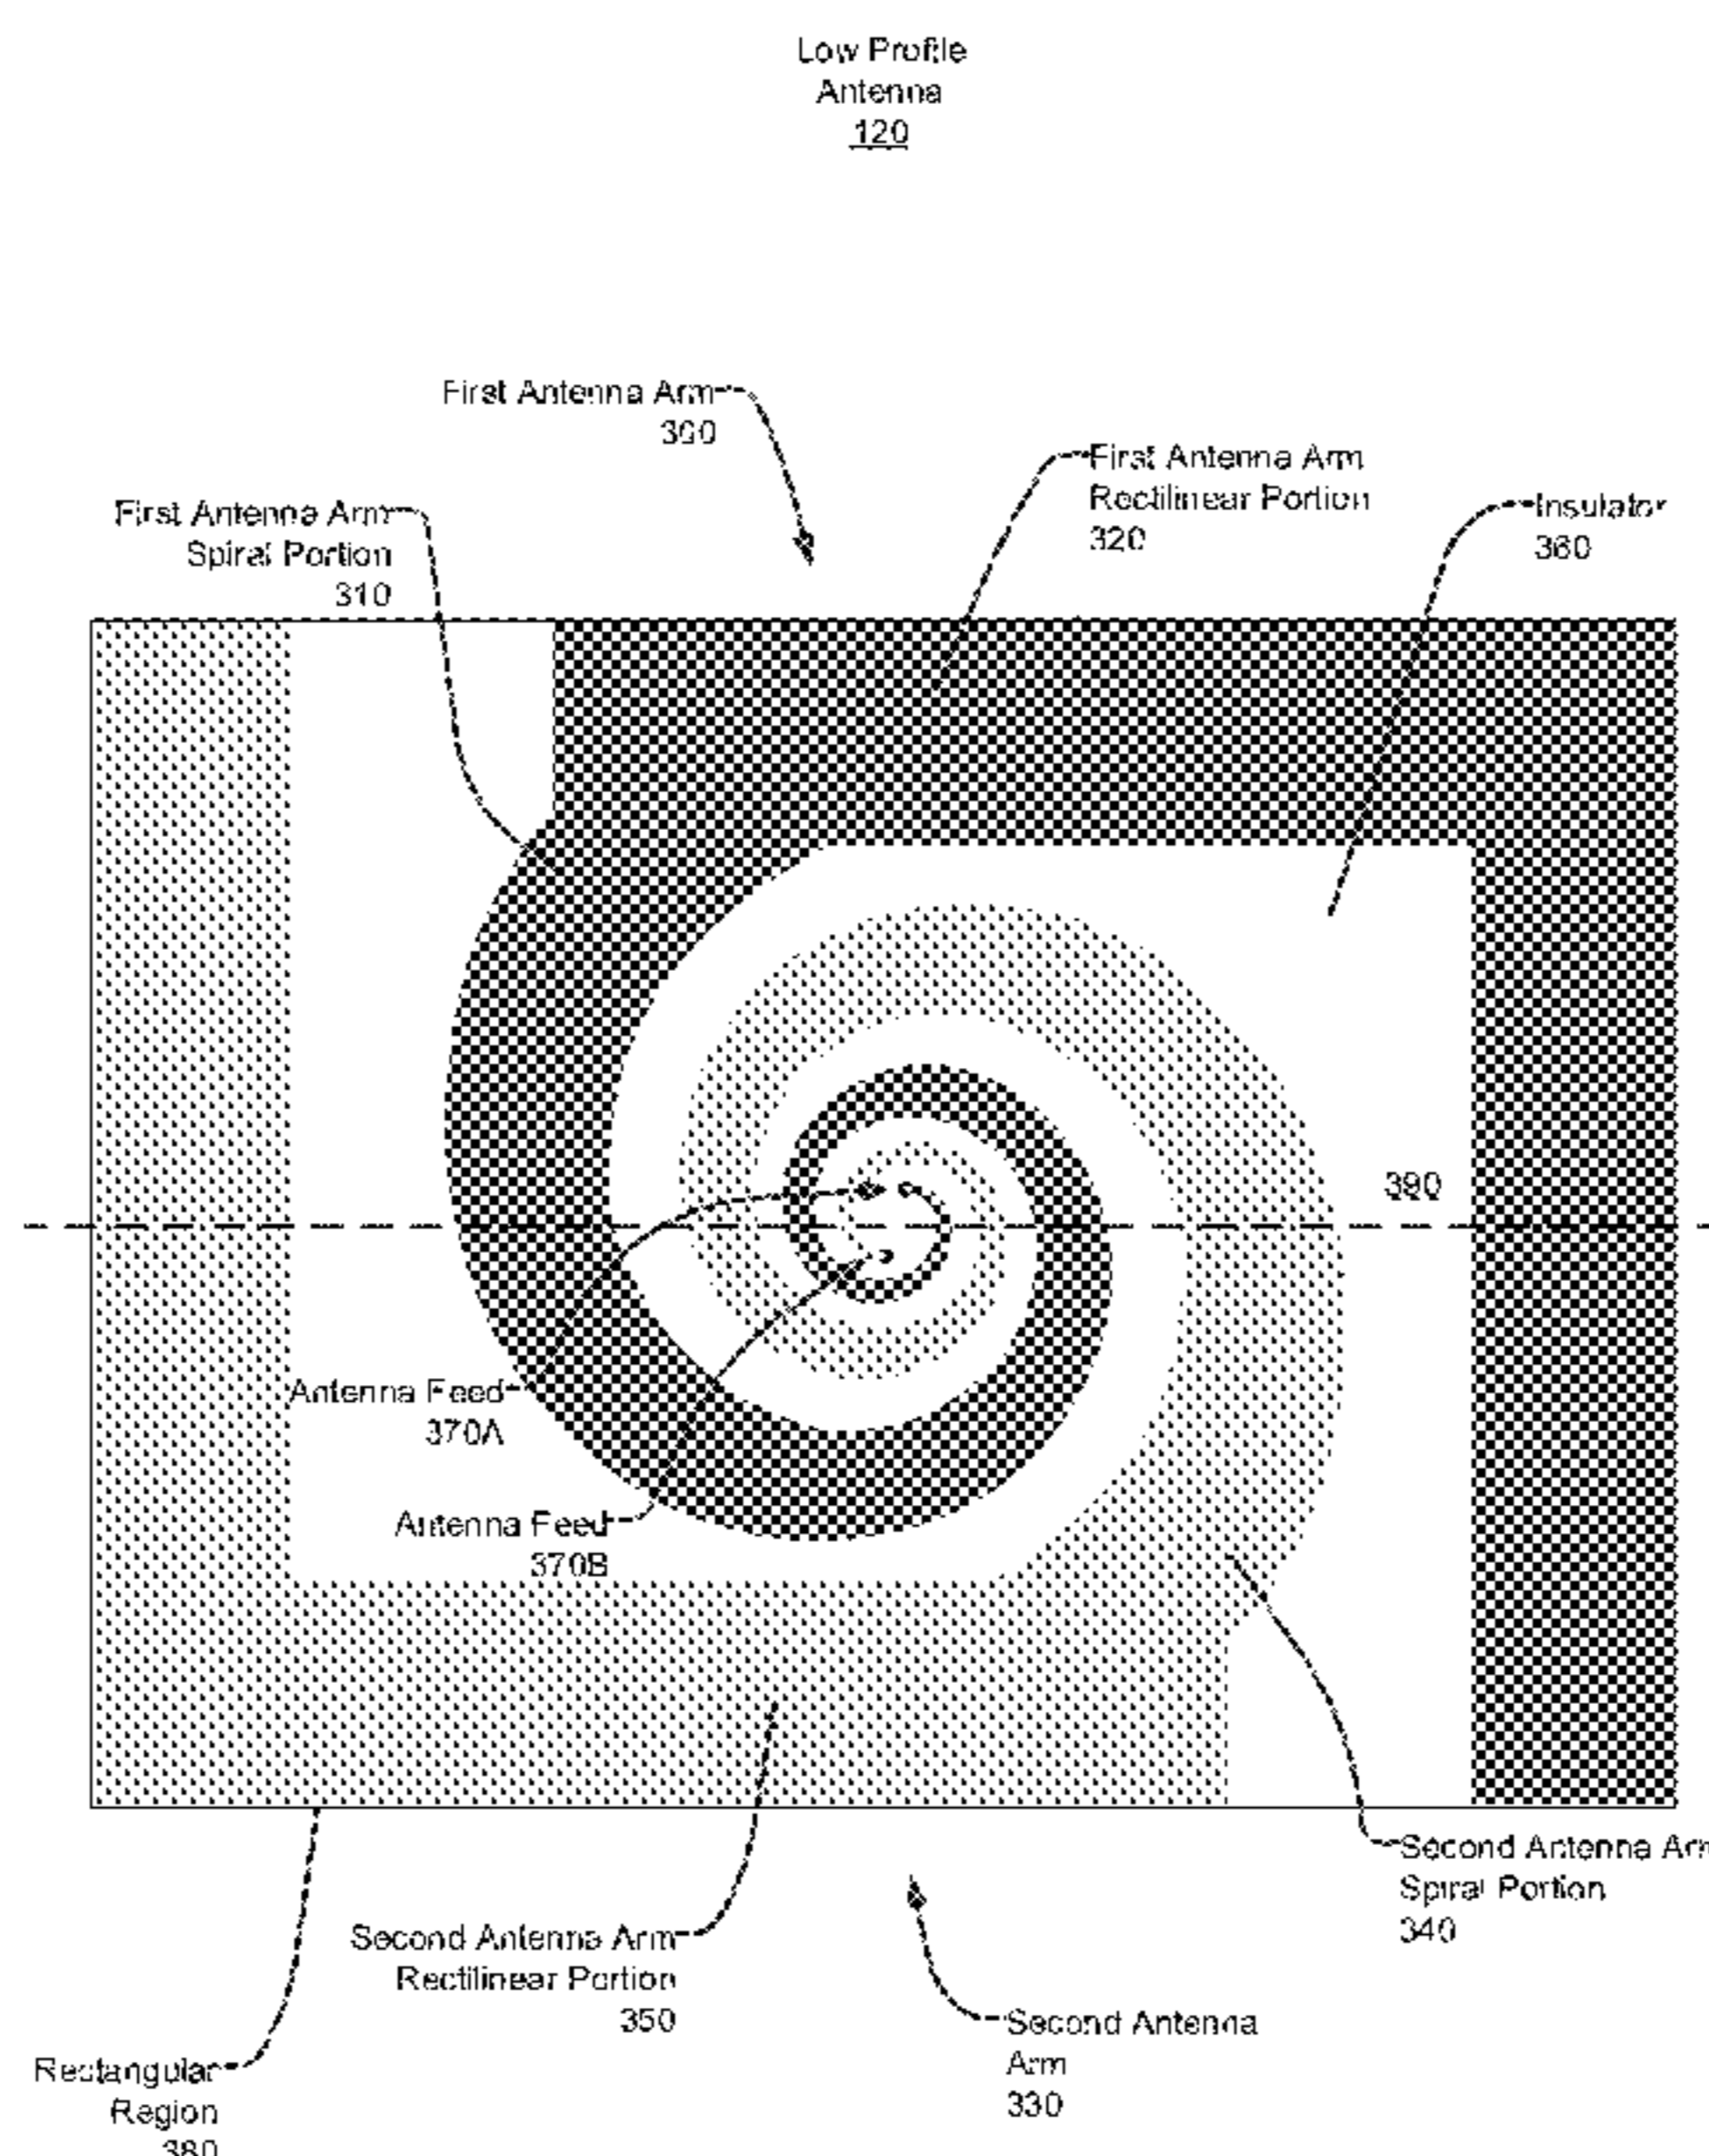 Low Profile
Antenna
120
First Antenna Arm
300
First Antenna Arm
Rectilinear Portion
320
First Antenna Arm
Spiral Portion
310
Insulator
360
390
Antenna Feed
370A
Antenna Feed
370B
Second Antenna Arm
Spiral Portion
340
Second Antenna Arm
Rectilinear Portion
350
Second Antenna
Arm
330
Rectangular
Region
380